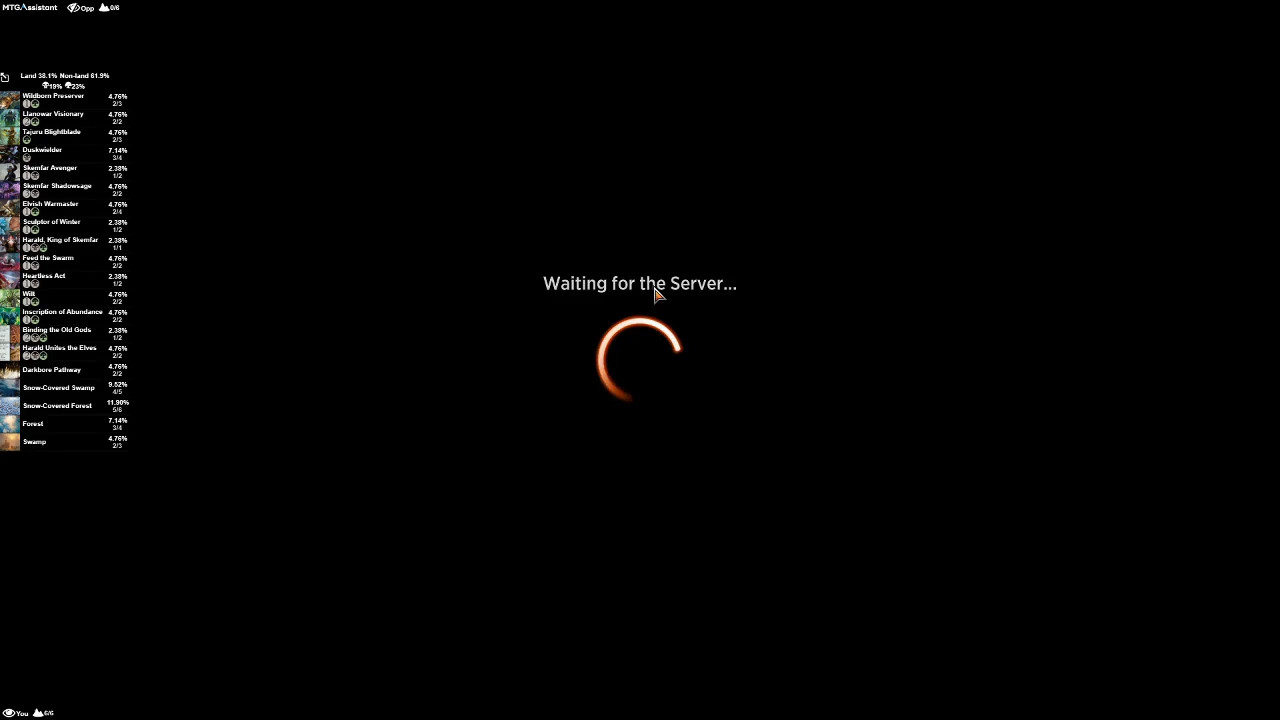 MTGAssistant Opp 0/6
Land 38.1% Non-land 61.9%
19% 23%
Wildborn Preserver 4.76%
2/3
Llanowar Visionary 4.76%
2/2
Tajuru Blightblade 4.76%
2/3
Duskwielder 7.14%
3/4
Skemfar Avenger 2.38%
1/2
Skemfar Shadowsage 4.76%
2/2
Elvish Warmaster 4.76%
2/4
Sculptor of Winter 2.38%
1/2
Harald, King of Skemfar 2.38%
1/1
Feed the Swarm 4.76%
2/2
Heartless Act 2.38%
1/2
Wilt 4.76%
2/2
Inscription of Abundance 4.76%
2/2
Binding the Old Gods 2.38%
1/2
Harald Unites the Elves 4.76%
2/2
Darkbore Pathway 4.76%
2/2
Snow-Covered Swamp 9.52%
4/5
Snow-Covered Forest 11.90%
5/6
Forest 7.14%
3/4
Swamp 4.76%
2/3
Waiting for the Server...
You 6/6